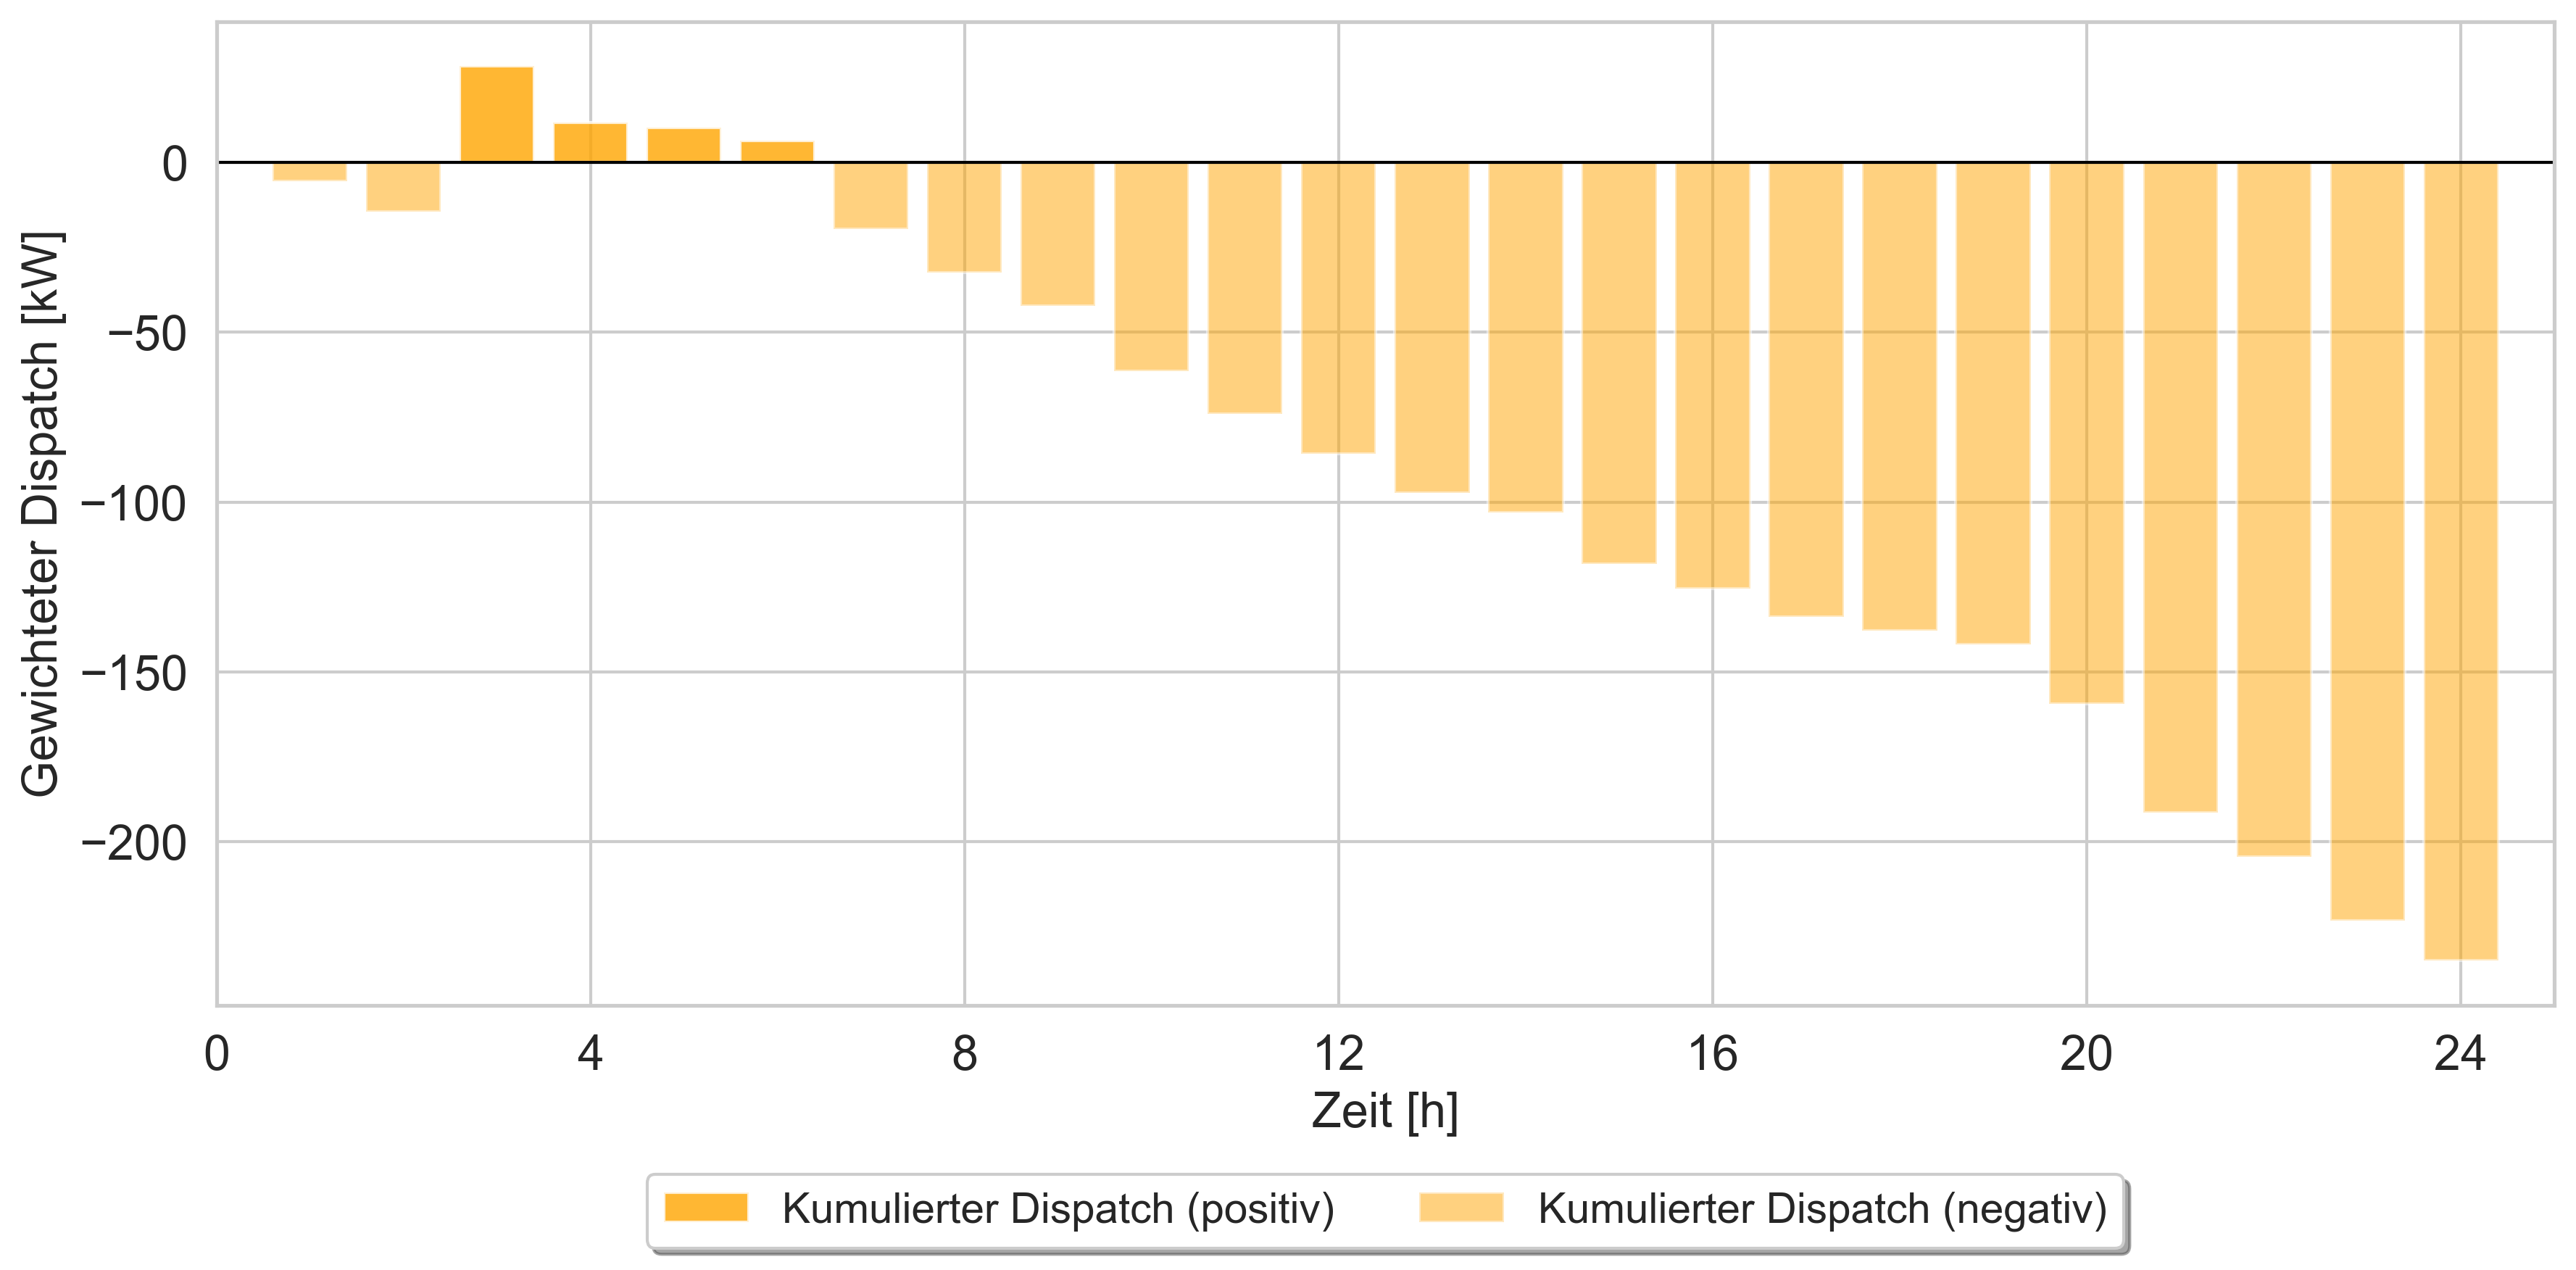 Gewichteter Dispatch [kW]
0
−50
−100
−150
−200
0 4 8 12 16 20 24
Zeit [h]
Kumulierter Dispatch (positiv) Kumulierter Dispatch (negativ)